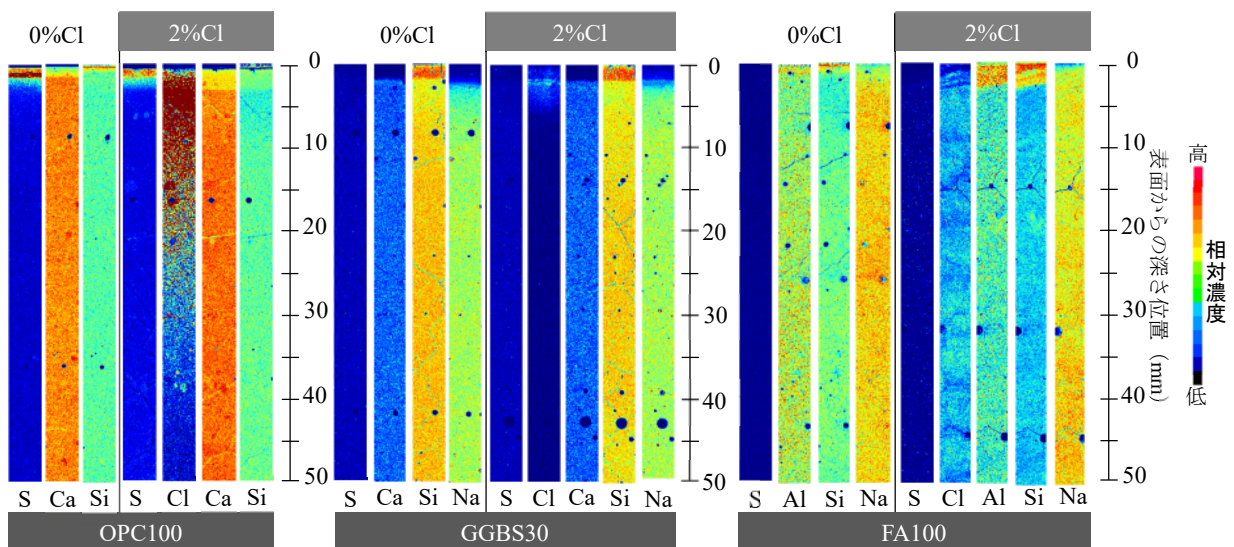 0%Cl 2%Cl 0%Cl 2%Cl 0%Cl 2%Cl
0 0 0
10 10 10
20 20 20
30 30 30
40 40 40
50 50 50
表面からの深さ位置（mm）
高
相対濃度
低
S Ca Si S Cl Ca Si S Ca Si Na S Cl Ca Si Na S Al Si Na S Cl Al Si Na
OPC100 GGBS30 FA100